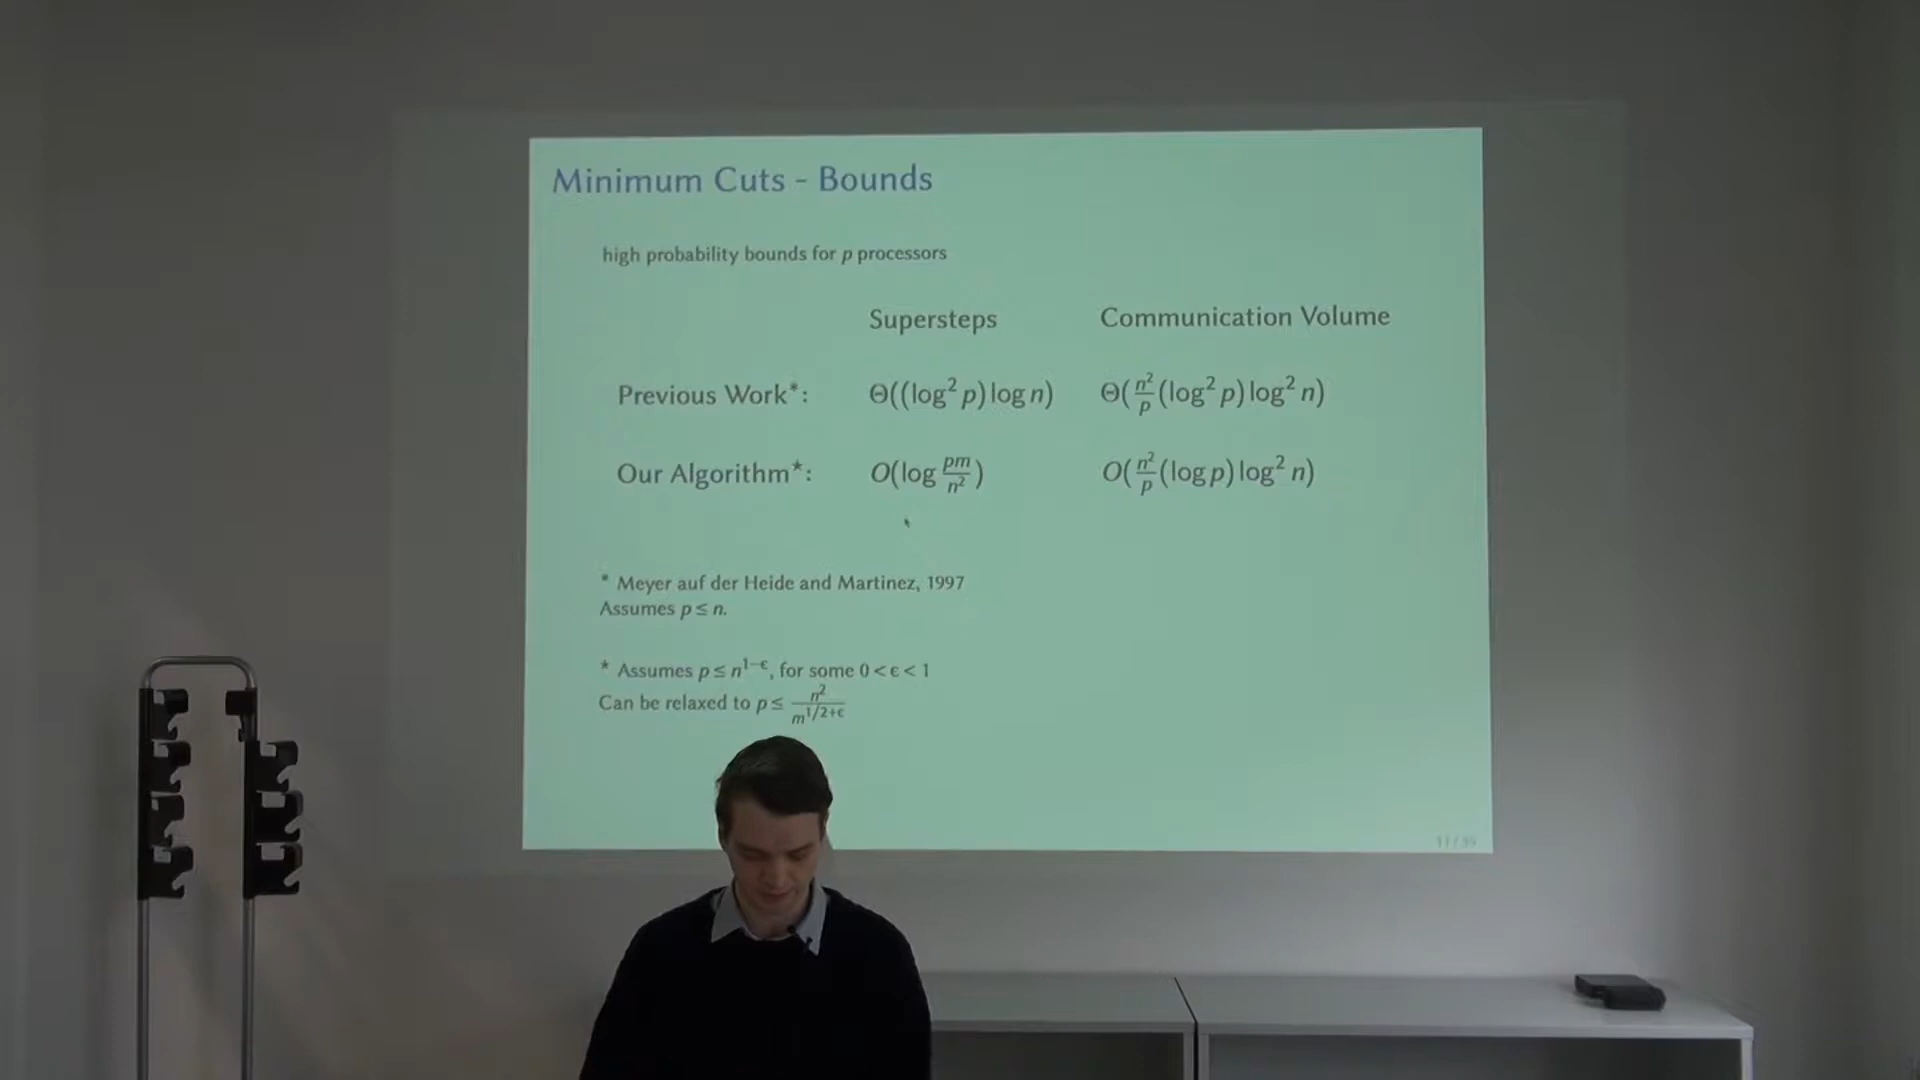 Minimum Cuts - Bounds
high probability bounds for p processors
Supersteps Communication Volume
Previous Work*: Θ((log² p) log n) Θ(n²/p (log² p) log² n)
Our Algorithm★: O(log pm/n²) O(n²/p (log p) log² n)
* Meyer auf der Heide and Martinez, 1997
Assumes p ≤ n.
★ Assumes p ≤ n^{1−ϵ}, for some 0 < ϵ < 1
Can be relaxed to p ≤ n²/m^{1/2+ϵ}
11/39